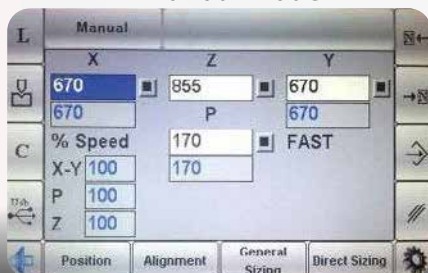 L Manual
X Z Y
670 855 670
670 P 670
% Speed 170 FAST
C X-Y 100 170
P 100
Z 100
Position Alignment General Sizing Direct Sizing